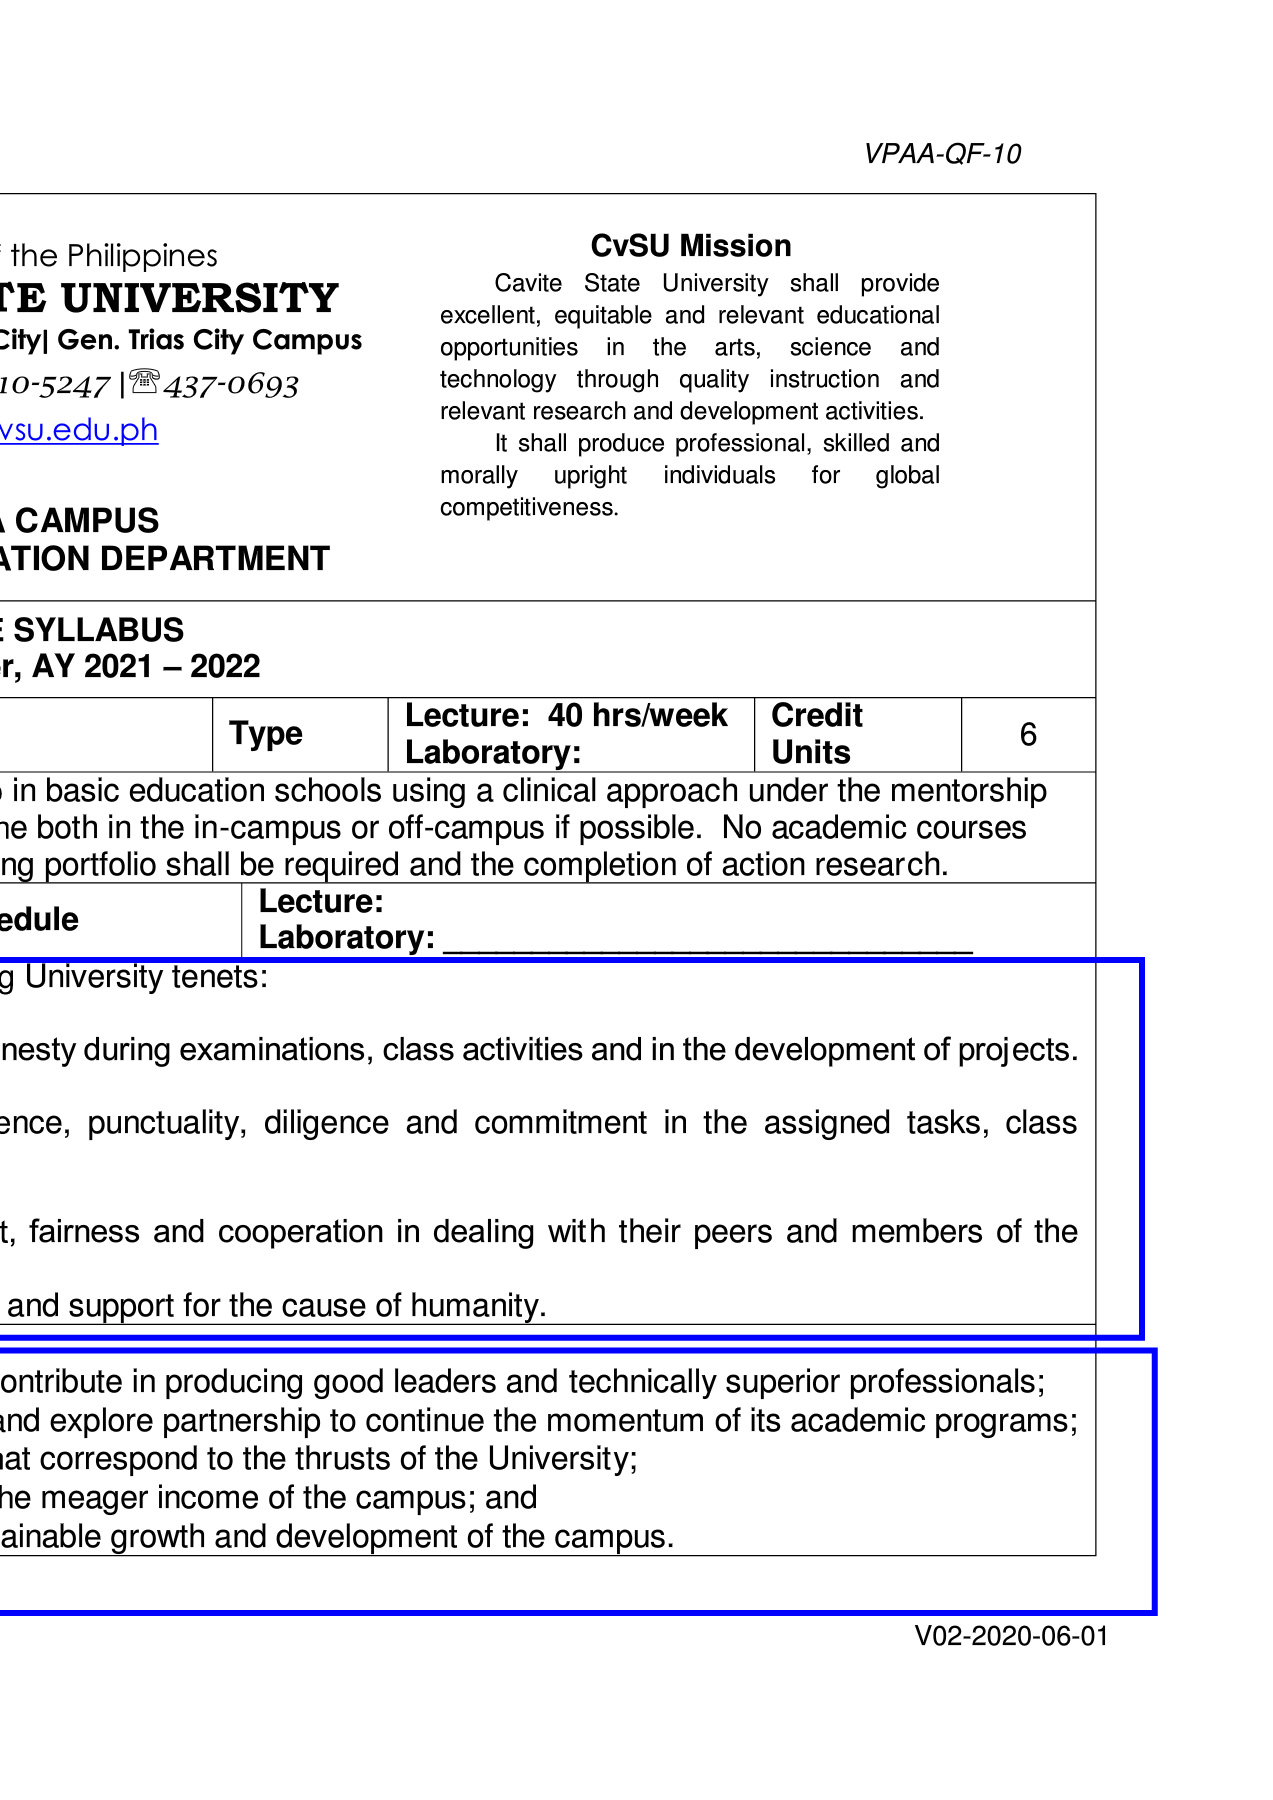 VPAA-QF-10
the Philippines
UNIVERSITY
City| Gen. Trias City Campus
10-5247 |☏437-0693
vsu.edu.ph
CAMPUS
ATION DEPARTMENT
CvSU Mission
Cavite State University shall provide
excellent, equitable and relevant educational
opportunities in the arts, science and
technology through quality instruction and
relevant research and development activities.
It shall produce professional, skilled and
morally upright individuals for global
competitiveness.
E SYLLABUS
r, AY 2021 – 2022
Type
Lecture: 40 hrs/week
Laboratory:
Credit
Units
6
in basic education schools using a clinical approach under the mentorship
ne both in the in-campus or off-campus if possible. No academic courses
ng portfolio shall be required and the completion of action research.
edule
Lecture:
Laboratory: ______________________________
g University tenets:
nesty during examinations, class activities and in the development of projects.
ence, punctuality, diligence and commitment in the assigned tasks, class
t, fairness and cooperation in dealing with their peers and members of the
and support for the cause of humanity.
ontribute in producing good leaders and technically superior professionals;
and explore partnership to continue the momentum of its academic programs;
hat correspond to the thrusts of the University;
he meager income of the campus; and
tainable growth and development of the campus.
V02-2020-06-01